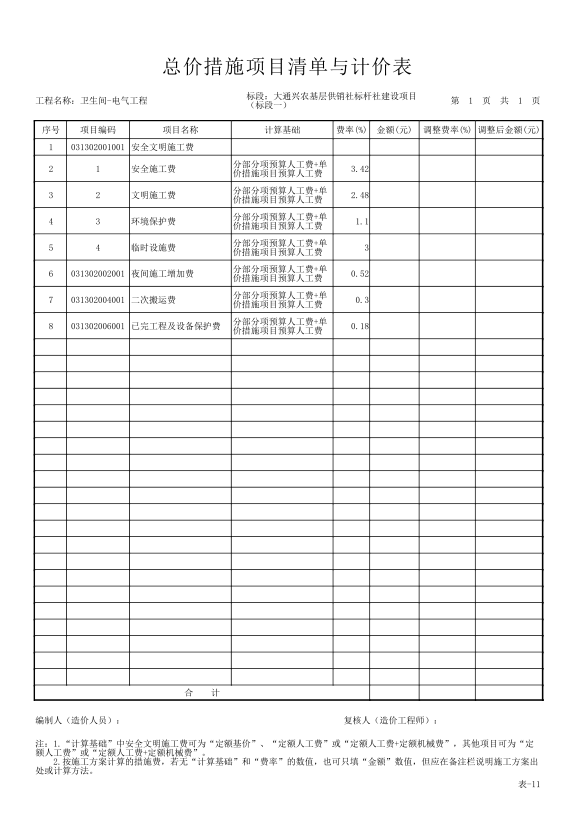 总价措施项目清单与计价表
工程名称：卫生间-电气工程
标段：大通兴农基层供销社标杆社建设项目
（标段一）
第 1 页 共 1 页
序号 项目编码 项目名称 计算基础 费率(%) 金额(元) 调整费率(%) 调整后金额(元)
1 031302001001 安全文明施工费
2 1 安全施工费 分部分项预算人工费+单
价措施项目预算人工费 3.42
3 2 文明施工费 分部分项预算人工费+单
价措施项目预算人工费 2.48
4 3 环境保护费 分部分项预算人工费+单
价措施项目预算人工费 1.1
5 4 临时设施费 分部分项预算人工费+单
价措施项目预算人工费 3
6 031302002001 夜间施工增加费 分部分项预算人工费+单
价措施项目预算人工费 0.52
7 031302004001 二次搬运费 分部分项预算人工费+单
价措施项目预算人工费 0.3
8 031302006001 已完工程及设备保护费 分部分项预算人工费+单
价措施项目预算人工费 0.18
合 计
编制人（造价人员）：
复核人（造价工程师）：
注：1.“计算基础”中安全文明施工费可为“定额基价”、“定额人工费”或“定额人工费+定额机械费”，其他项目可为“定
额人工费”或“定额人工费+定额机械费”。
2.按施工方案计算的措施费，若无“计算基础”和“费率”的数值，也可只填“金额”数值，但应在备注栏说明施工方案出
处或计算方法。
表-11